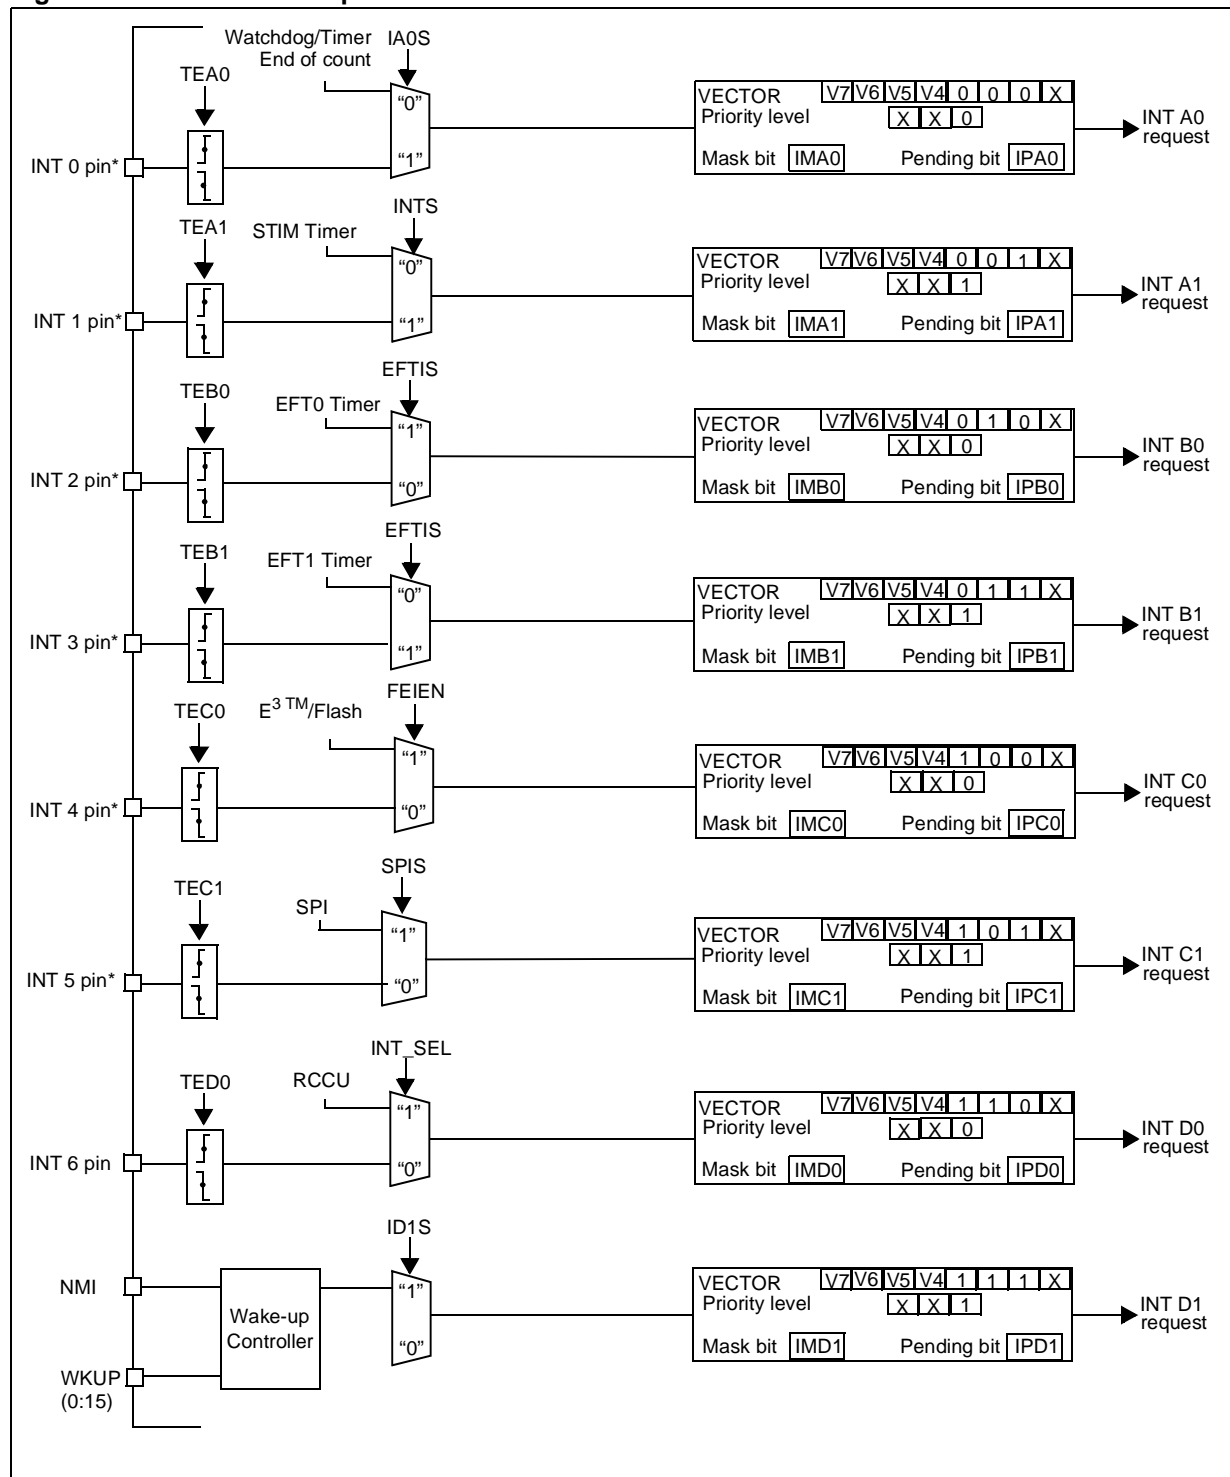 Watchdog/Timer IA0S
End of count
TEA0
"0"
"1"
INT 0 pin*
VECTOR V7 V6 V5 V4 0 0 0 X
Priority level X X 0
Mask bit IMA0 Pending bit IPA0
INT A0
request
INTS
TEA1
STIM Timer
"0"
"1"
INT 1 pin*
VECTOR V7 V6 V5 V4 0 0 1 X
Priority level X X 1
Mask bit IMA1 Pending bit IPA1
INT A1
request
EFTIS
TEB0
EFT0 Timer
"1"
"0"
INT 2 pin*
VECTOR V7 V6 V5 V4 0 1 0 X
Priority level X X 0
Mask bit IMB0 Pending bit IPB0
INT B0
request
EFTIS
TEB1
EFT1 Timer
"0"
"1"
INT 3 pin*
VECTOR V7 V6 V5 V4 0 1 1 X
Priority level X X 1
Mask bit IMB1 Pending bit IPB1
INT B1
request
FEIEN
TEC0
E3 TM/Flash
"1"
"0"
INT 4 pin*
VECTOR V7 V6 V5 V4 1 0 0 X
Priority level X X 0
Mask bit IMC0 Pending bit IPC0
INT C0
request
SPIS
TEC1
SPI
"1"
"0"
INT 5 pin*
VECTOR V7 V6 V5 V4 1 0 1 X
Priority level X X 1
Mask bit IMC1 Pending bit IPC1
INT C1
request
INT_SEL
TED0
RCCU
"1"
"0"
INT 6 pin
VECTOR V7 V6 V5 V4 1 1 0 X
Priority level X X 0
Mask bit IMD0 Pending bit IPD0
INT D0
request
ID1S
NMI
"1"
"0"
Wake-up
Controller
WKUP
(0:15)
VECTOR V7 V6 V5 V4 1 1 1 X
Priority level X X 1
Mask bit IMD1 Pending bit IPD1
INT D1
request